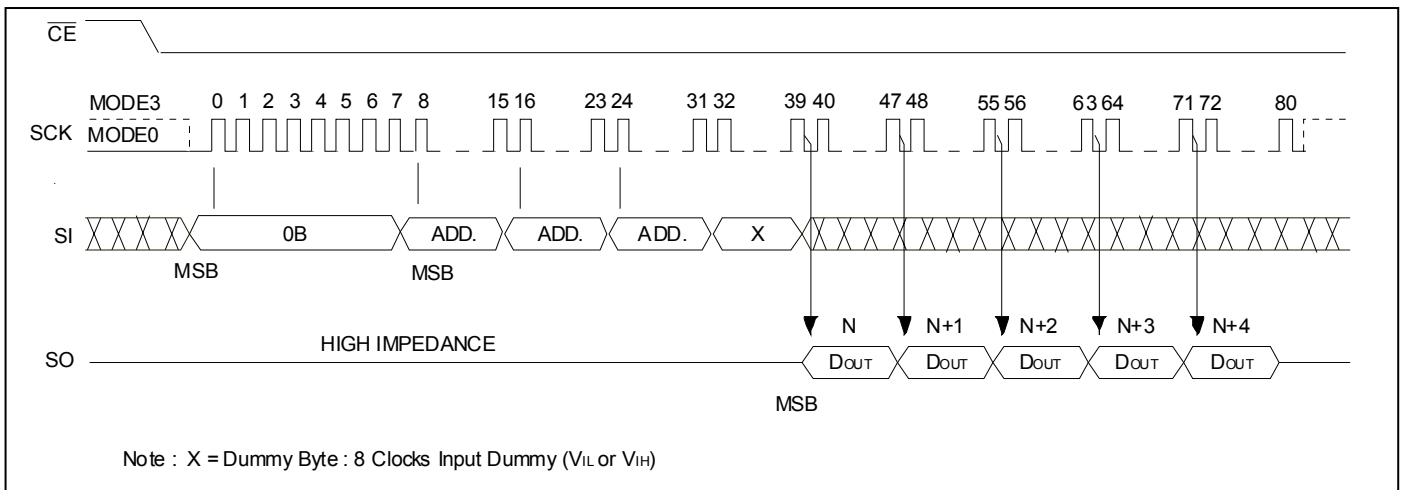 CE
MODE3 0 1 2 3 4 5 6 7 8 15 16 23 24 31 32 39 40 47 48 55 56 63 64 71 72 80
SCK MODE0
SI 0B ADD. ADD. ADD. X
MSB MSB
N N+1 N+2 N+3 N+4
HIGH IMPEDANCE
SO DOUT DOUT DOUT DOUT DOUT
MSB
Note : X = Dummy Byte : 8 Clocks Input Dummy (VIL or VIH)